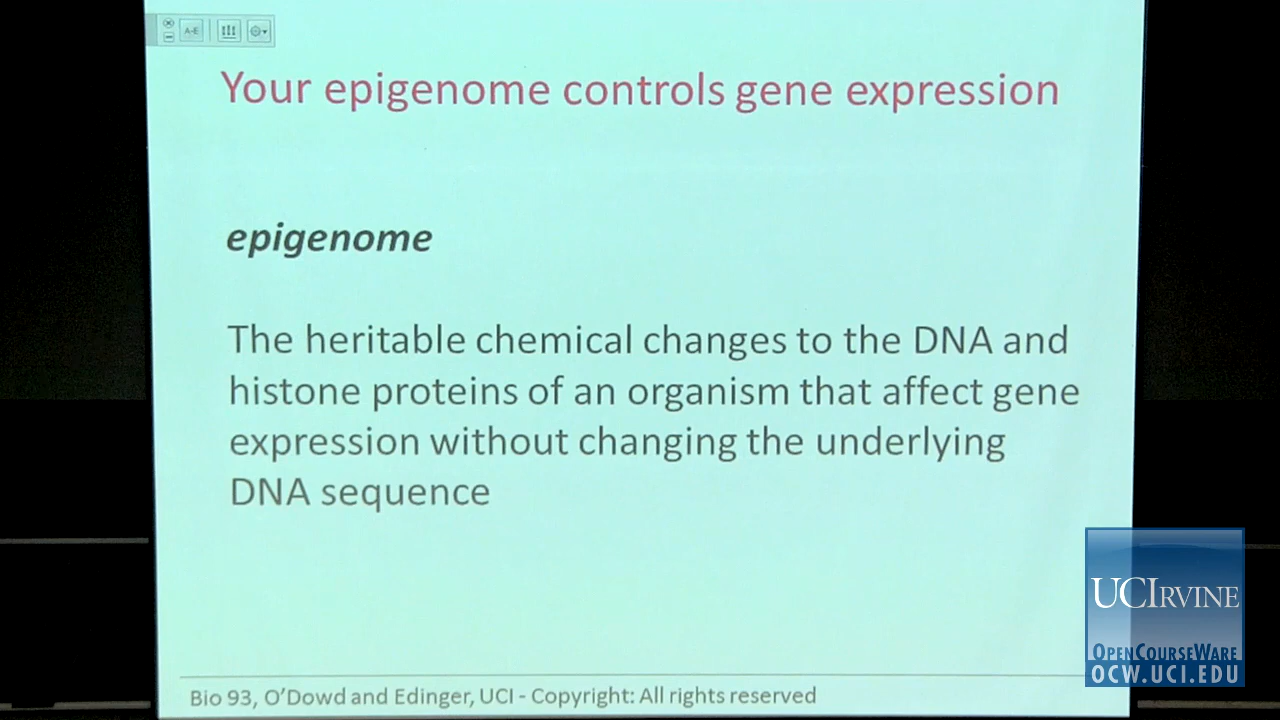 A-E
Your epigenome controls gene expression
epigenome
The heritable chemical changes to the DNA and
histone proteins of an organism that affect gene
expression without changing the underlying
DNA sequence
UCIRVINE
OPENCOURSEWARE
OCW.UCI.EDU
Bio 93, O'Dowd and Edinger, UCI - Copyright: All rights reserved